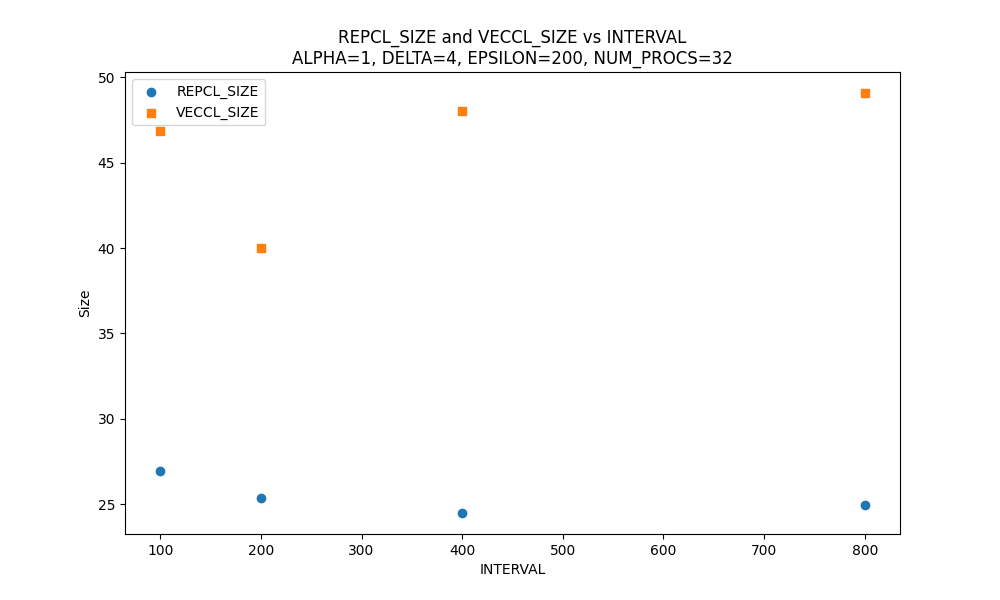 REPCL_SIZE and VECCL_SIZE vs INTERVAL
ALPHA=1, DELTA=4, EPSILON=200, NUM_PROCS=32
REPCL_SIZE
VECCL_SIZE
50
45
40
35
30
25
Size
100 200 300 400 500 600 700 800
INTERVAL